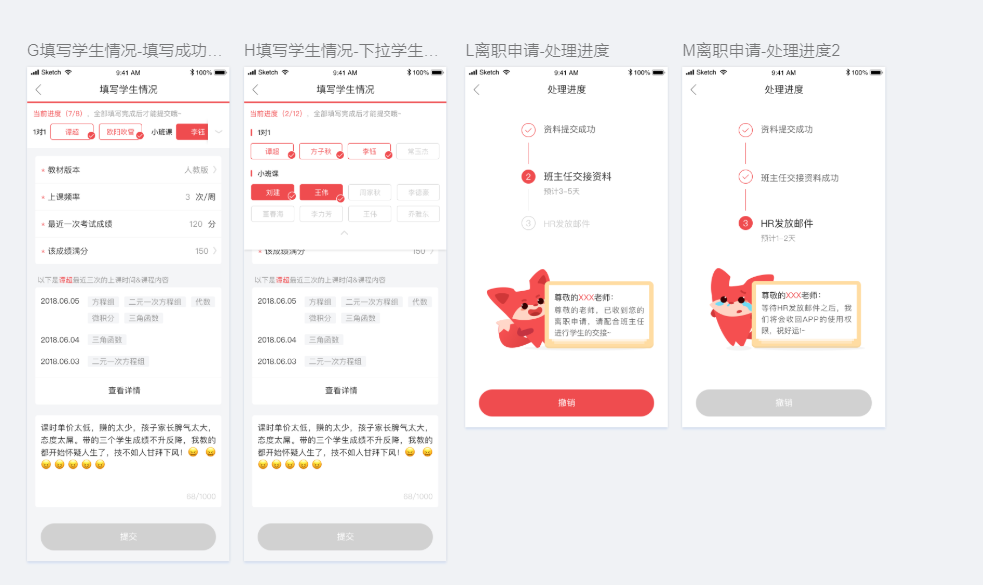 G填写学生情况-填写成功...
Sketch 9:41 AM 100%
填写学生情况
当前进度（7/8），全部填写完成后才能提交哦~
1对1 谭超 欧阳欢莹 小班课 李钰
* 教材版本 人教版
* 上课频率 3 次/周
* 最近一次考试成绩 120 分
* 该成绩满分 150
以下是谭超最近三次的上课时间&课程内容
2018.06.05 方程组 二元一次方程组 代数
微积分 三角函数
2018.06.04 三角函数
2018.06.03 二元一次方程组
查看详情
课时单价太低，赚的太少，孩子家长脾气太大，
态度太屌。带的三个学生成绩不升反降。我教的
都开始怀疑人生了，技不如人甘拜下风！
68/1000
提交
H填写学生情况-下拉学生...
Sketch 9:41 AM 100%
填写学生情况
当前进度（2/12），全部填写完成后才能提交哦~
1对1
谭超 方子秋 李钰
小班课
刘建 王伟
李力秀 王伟
* 该成绩满分 150
以下是谭超最近三次的上课时间&课程内容
2018.06.05 方程组 二元一次方程组 代数
微积分 三角函数
2018.06.04 三角函数
2018.06.03 二元一次方程组
查看详情
课时单价太低，赚的太少，孩子家长脾气太大，
态度太屌。带的三个学生成绩不升反降。我教的
都开始怀疑人生了，技不如人甘拜下风！
68/1000
提交
L离职申请-处理进度
Sketch 9:41 AM 100%
处理进度
资料提交成功
2 班主任交接资料
预计3-5天
3 HR发放邮件
尊敬的XXX老师：
尊敬的老师，已收到您的
离职申请，请配合班主任
进行学生的交接~
撤销
M离职申请-处理进度2
Sketch 9:41 AM 100%
处理进度
资料提交成功
班主任交接资料成功
3 HR发放邮件
预计1-2天
尊敬的XXX老师：
等待HR发放邮件之后，我
们将会收回APP的使用权
限，祝好运!~
撤销